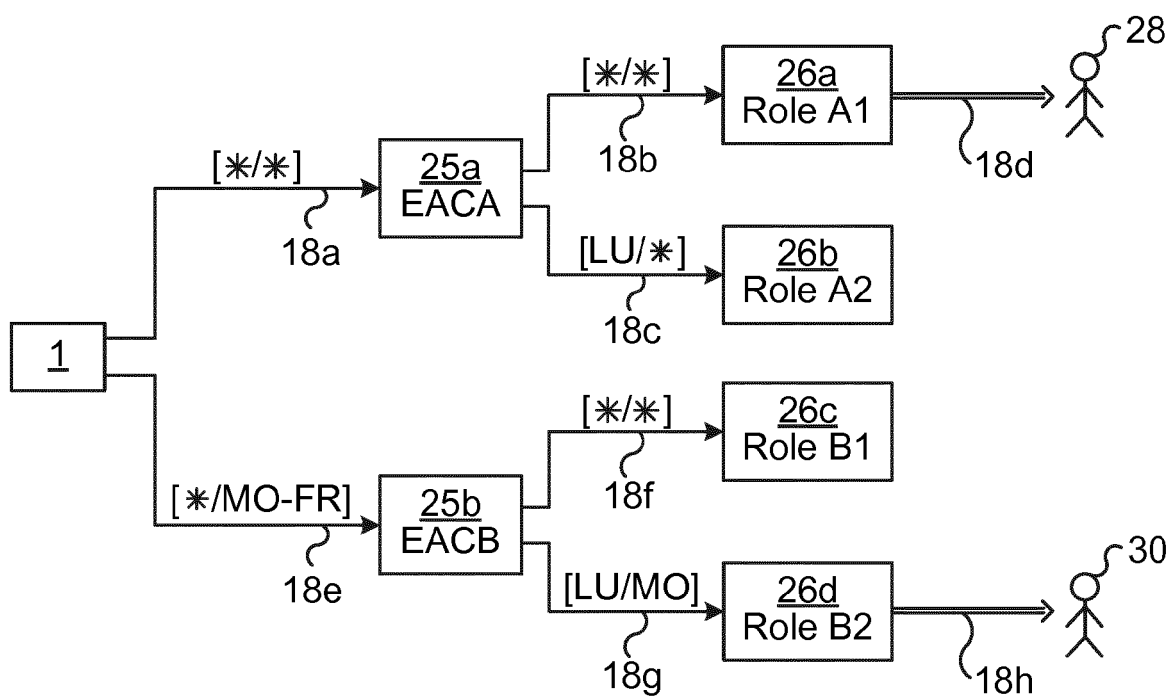 28
[*/*]
26a
Role A1
18b
18d
[*/*]
25a
EACA
18a
[LU/*]
26b
Role A2
18c
1
[*/*]
26c
Role B1
18f
[*/MO-FR]
25b
EACB
18e
30
[LU/MO]
26d
Role B2
18g
18h